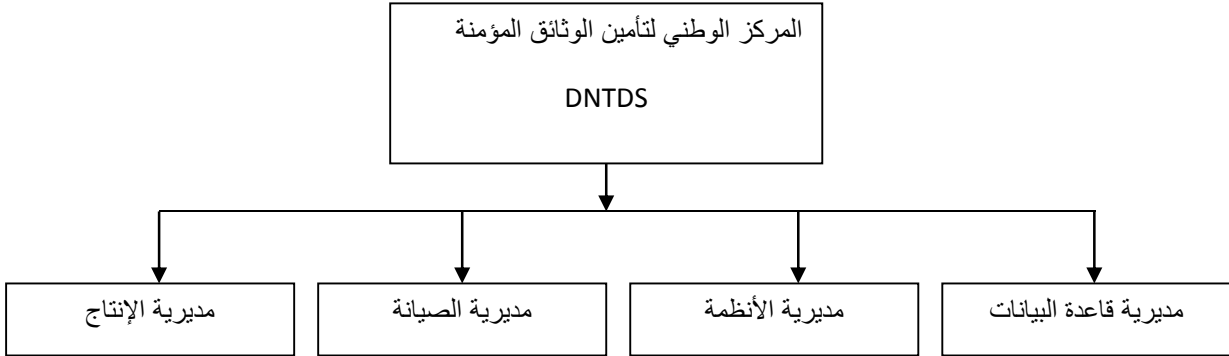 المركز الوطني لتأمين الوثائق المؤمنة
DNTDS
مديرية قاعدة البيانات
مديرية الأنظمة
مديرية الصيانة
مديرية الإنتاج